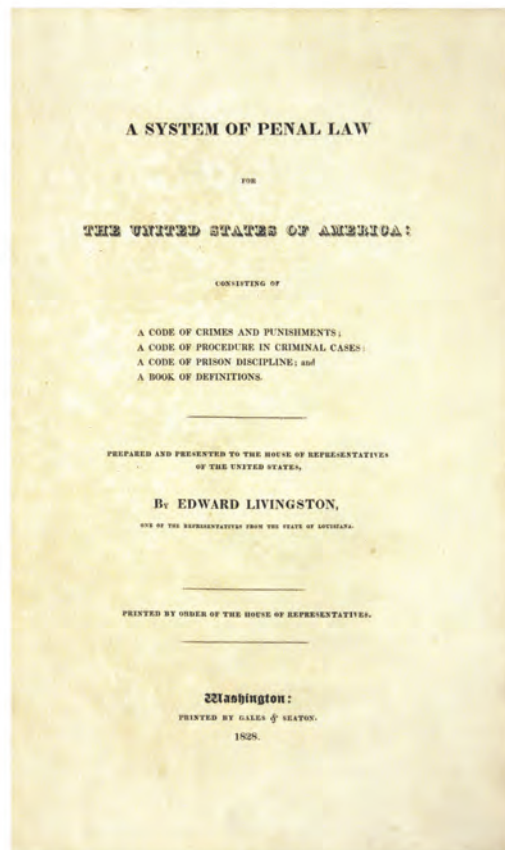 A SYSTEM OF PENAL LAW
FOR
THE UNITED STATES OF AMERICA:
CONSISTING OF
A CODE OF CRIMES AND PUNISHMENTS;
A CODE OF PROCEDURE IN CRIMINAL CASES:
A CODE OF PRISON DISCIPLINE; and
A BOOK OF DEFINITIONS.
PREPARED AND PRESENTED TO THE HOUSE OF REPRESENTATIVES
OF THE UNITED STATES,
By EDWARD LIVINGSTON,
ONE OF THE REPRESENTATIVES FROM THE STATE OF LOUISIANA.
PRINTED BY ORDER OF THE HOUSE OF REPRESENTATIVES.
Washington:
PRINTED BY GALES & SEATON.
1828.